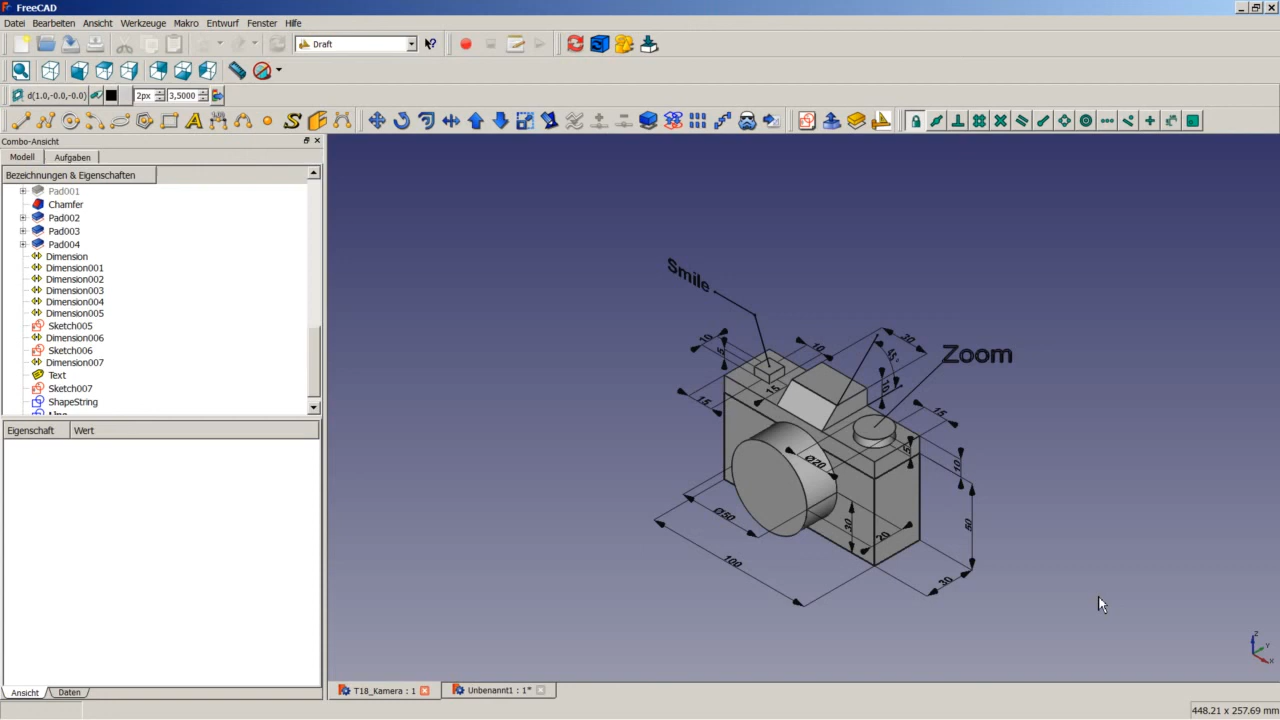 FreeCAD
Datei Bearbeiten Ansicht Werkzeuge Makro Entwurf Fenster Hilfe
Draft
d(1.0,-0.0,-0.0) 2px 3,5000
Combo-Ansicht
Modell Aufgaben
Bezeichnungen & Eigenschaften
Pad001
Chamfer
Pad002
Pad003
Pad004
Dimension
Dimension001
Dimension002
Dimension003
Dimension004
Dimension005
Sketch005
Dimension006
Sketch006
Dimension007
Text
Sketch007
ShapeString
Eigenschaft Wert
Ansicht Daten
Smile
Zoom
10
5
10
30
45°
10
15
15
15
5
10
Ø20
Ø50
30
20
60
100
30
Z
Y
X
T18_Kamera : 1 Unbenannt1 : 1*
448.21 x 257.69 mm